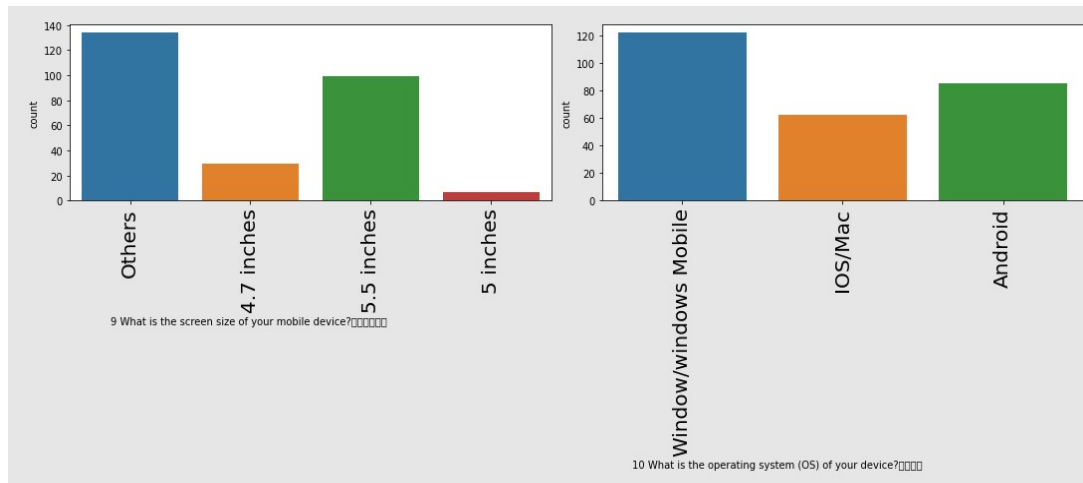 140
120
100
80
60
40
20
0
count
Others
4.7 inches
5.5 inches
5 inches
9 What is the screen size of your mobile device?□□□□□□
120
100
80
60
40
20
0
count
Window/windows Mobile
IOS/Mac
Android
10 What is the operating system (OS) of your device?□□□□